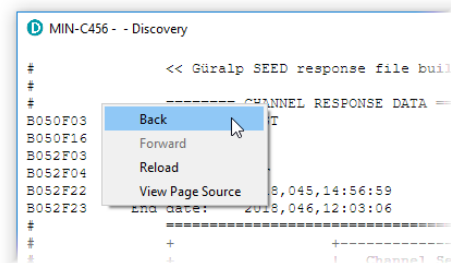 MIN-C456 - - Discovery
# << Güralp SEED response file buil
#
# ======== CHANNEL RESPONSE DATA ==
B050F03 T
B050F16
B052F03
B052F04
B052F22 2018,045,14:56:59
B052F23 End date: 2018,046,12:03:06
# ================================
# + +-----------
# + ! Channel Se
Back
Forward
Reload
View Page Source